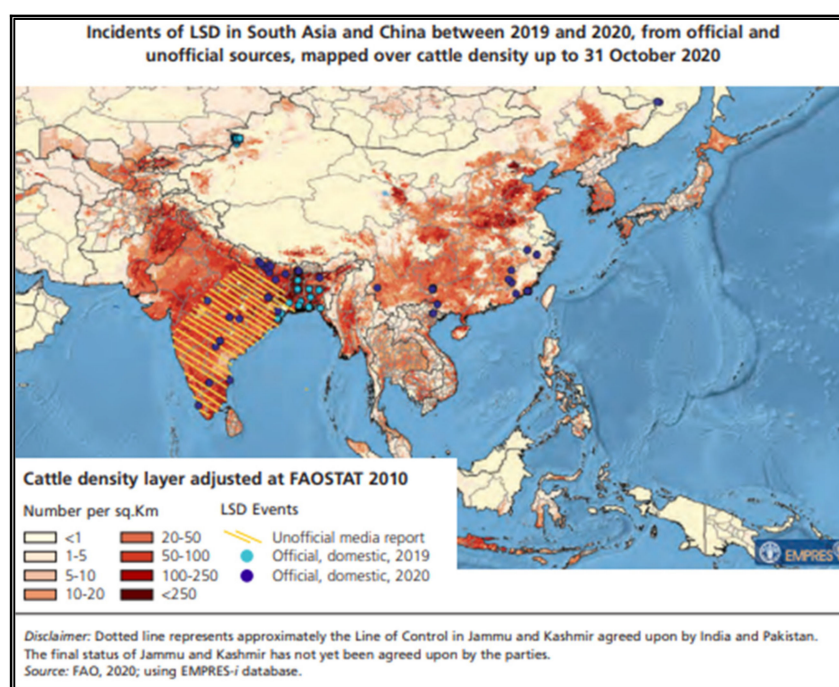 Incidents of LSD in South Asia and China between 2019 and 2020, from official and
unofficial sources, mapped over cattle density up to 31 October 2020
Cattle density layer adjusted at FAOSTAT 2010
Number per sq.Km
<1
1-5
5-10
10-20
20-50
50-100
100-250
<250
LSD Events
Unofficial media report
Official, domestic, 2019
Official, domestic, 2020
EMPRES
Disclaimer: Dotted line represents approximately the Line of Control in Jammu and Kashmir agreed upon by India and Pakistan.
The final status of Jammu and Kashmir has not yet been agreed upon by the parties.
Source: FAO, 2020; using EMPRES-i database.